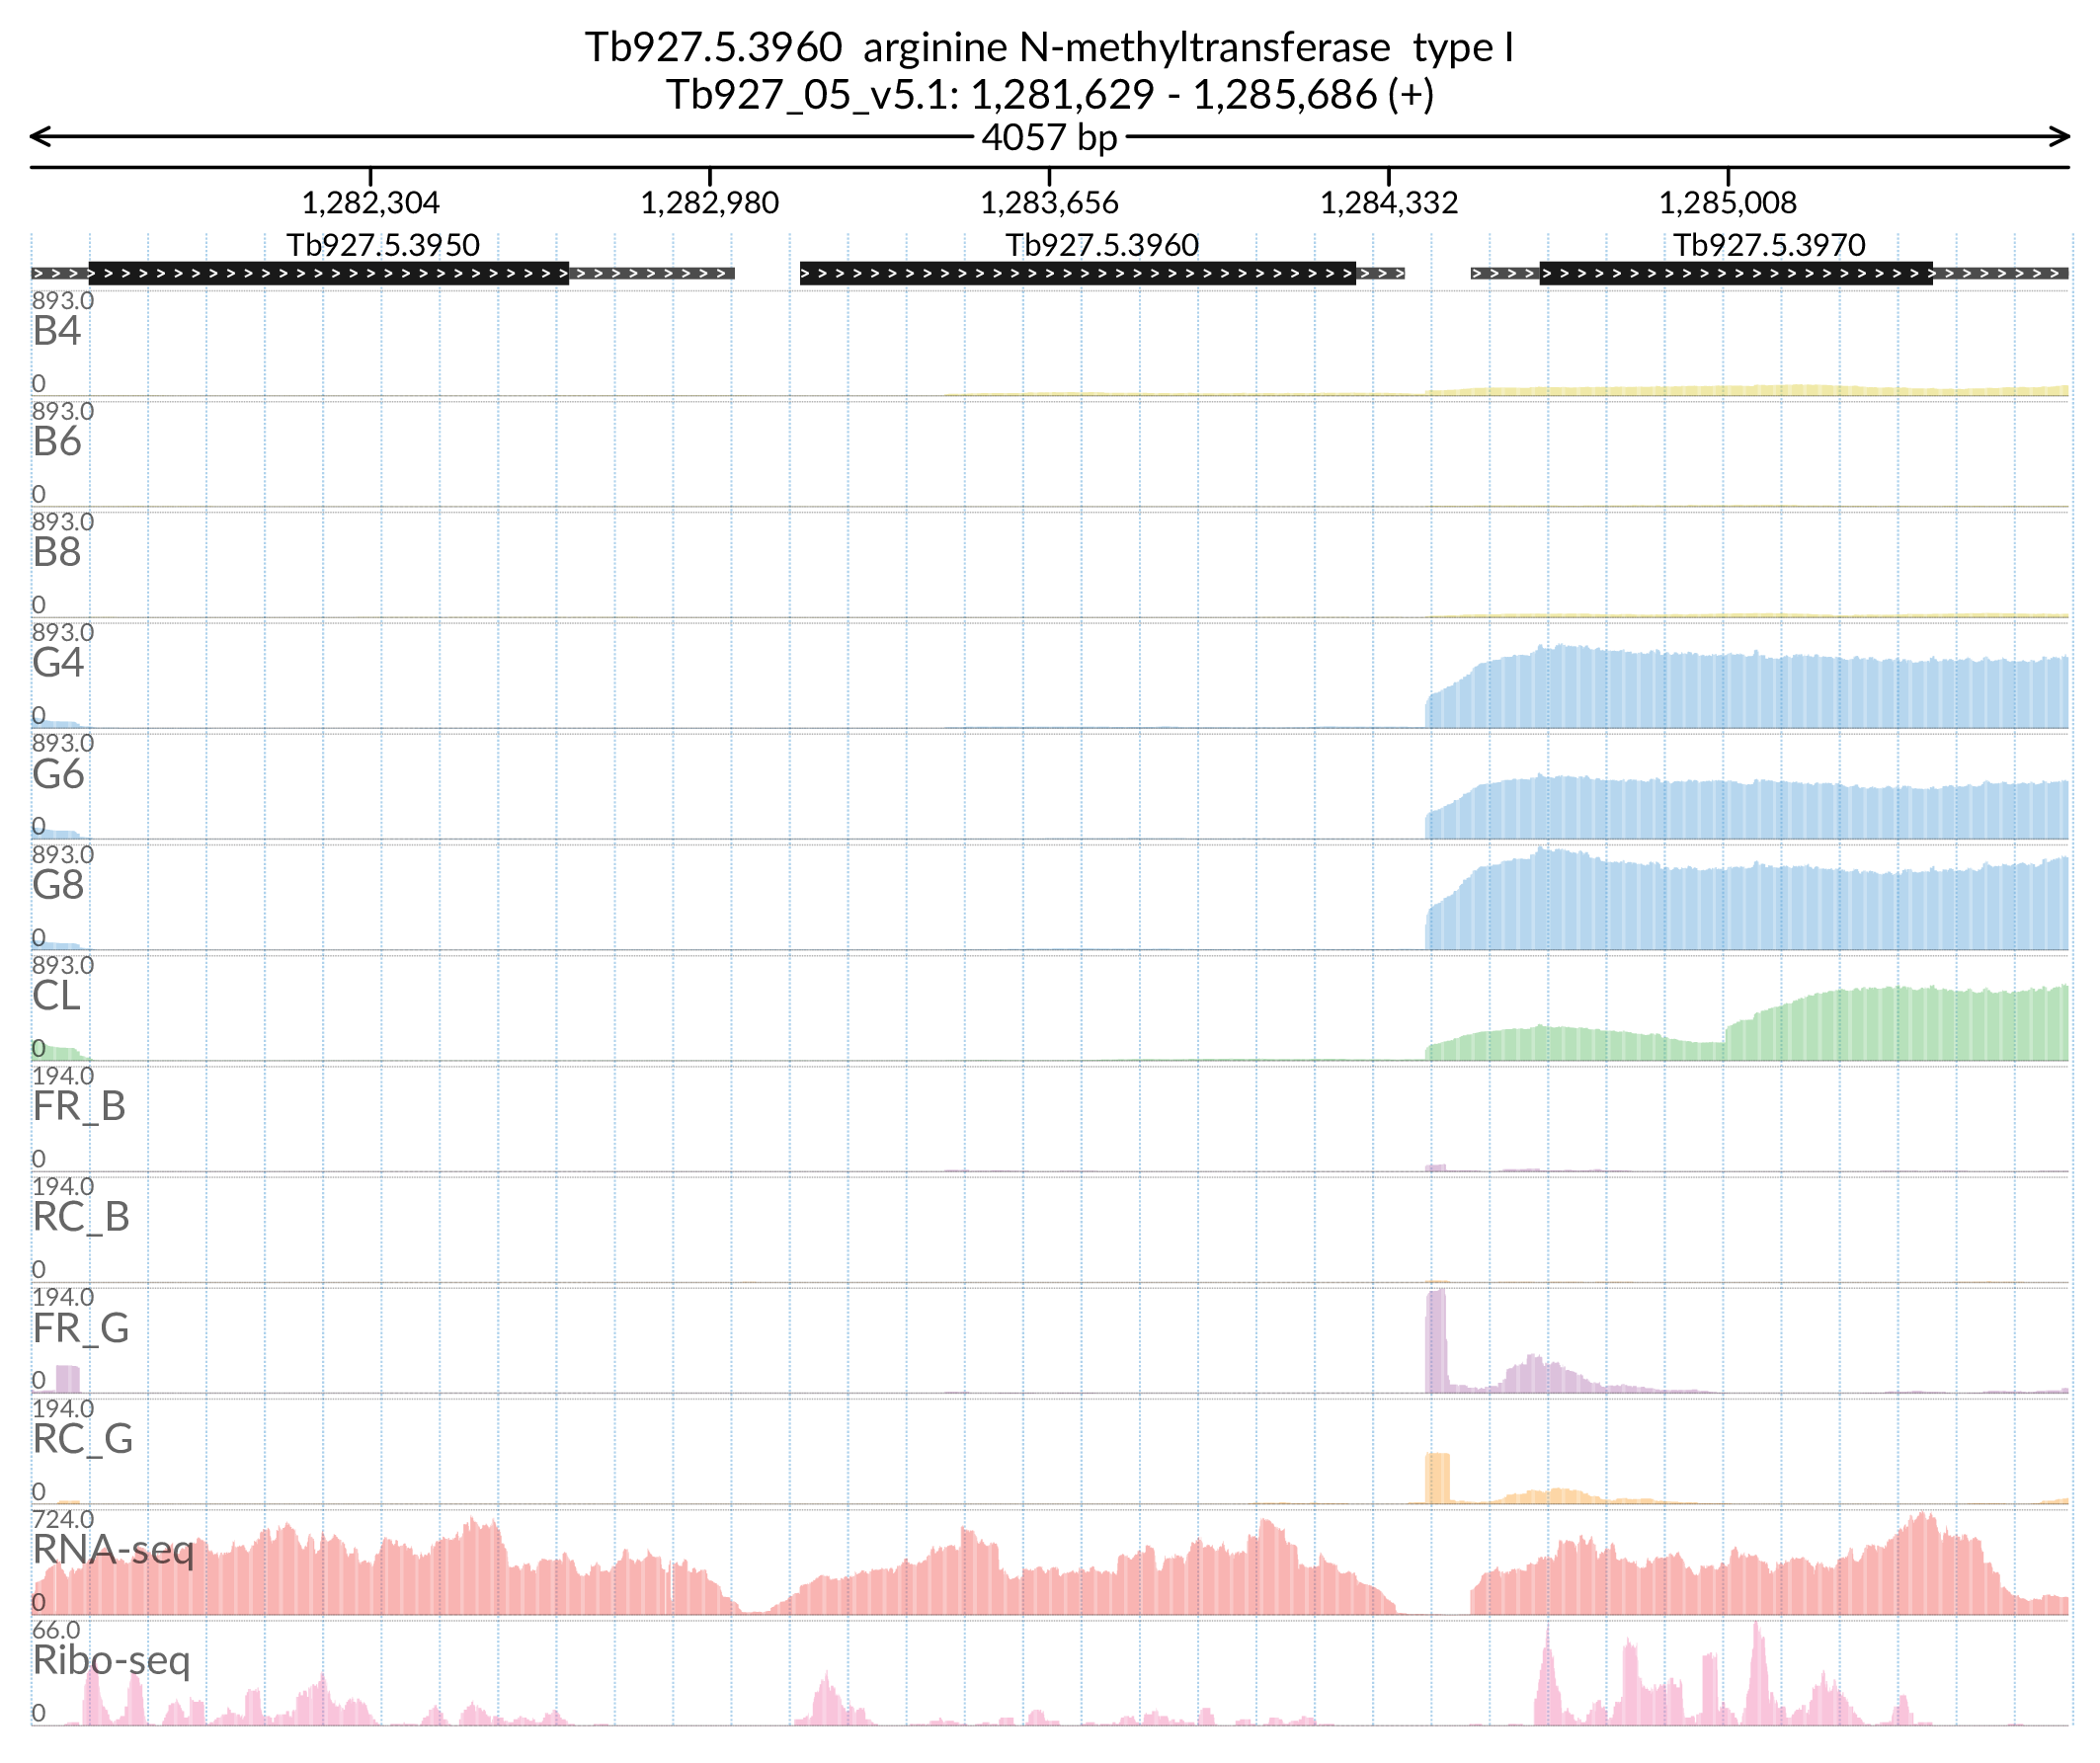 Tb927.5.3960 arginine N-methyltransferase type I
Tb927_05_v5.1: 1,281,629 - 1,285,686 (+)
4057 bp
1,282,304 1,282,980 1,283,656 1,284,332 1,285,008
Tb927.5.3950 Tb927.5.3960 Tb927.5.3970
893.0
B4
0
893.0
B6
0
893.0
B8
0
893.0
G4
0
893.0
G6
0
893.0
G8
0
893.0
CL
0
194.0
FR_B
0
194.0
RC_B
0
194.0
FR_G
0
194.0
RC_G
0
724.0
RNA-seq
0
66.0
Ribo-seq
0